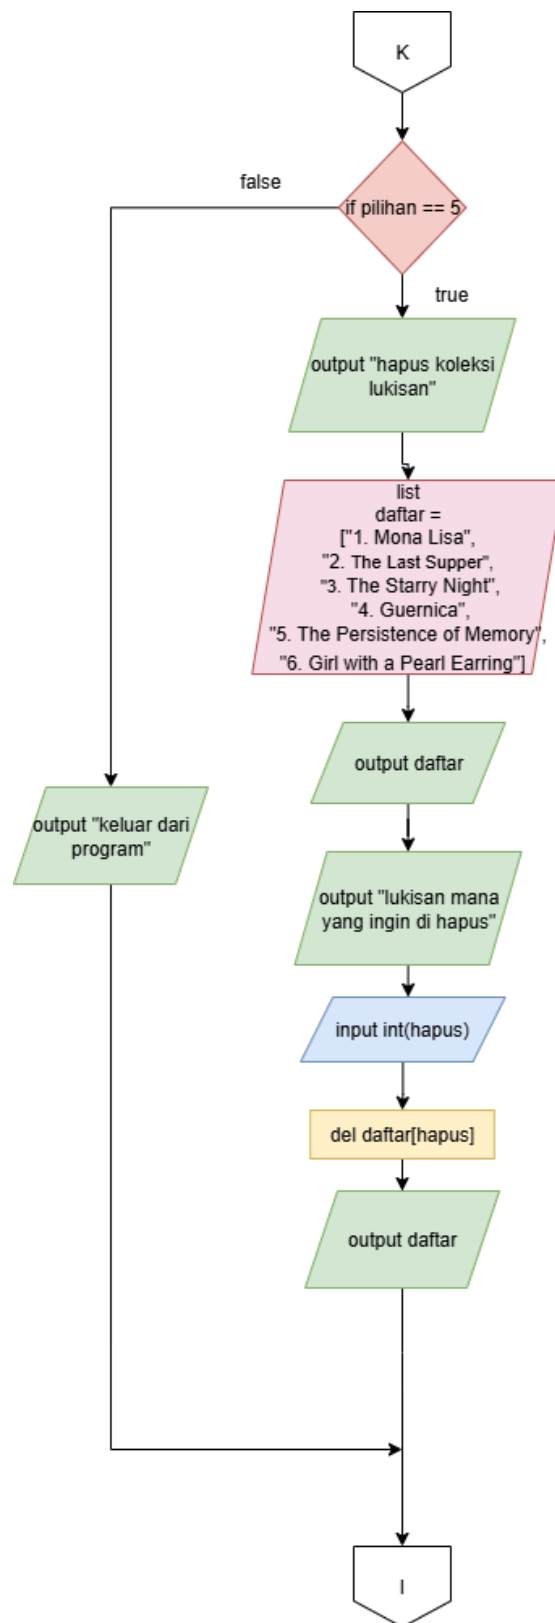 K
if pilihan == 5
false
true
output "hapus koleksi
lukisan"
list
daftar =
["1. Mona Lisa",
"2. The Last Supper",
"3. The Starry Night",
"4. Guernica",
"5. The Persistence of Memory",
"6. Girl with a Pearl Earring"]
output daftar
output "keluar dari
program"
output "lukisan mana
yang ingin di hapus"
input int(hapus)
del daftar[hapus]
output daftar
I